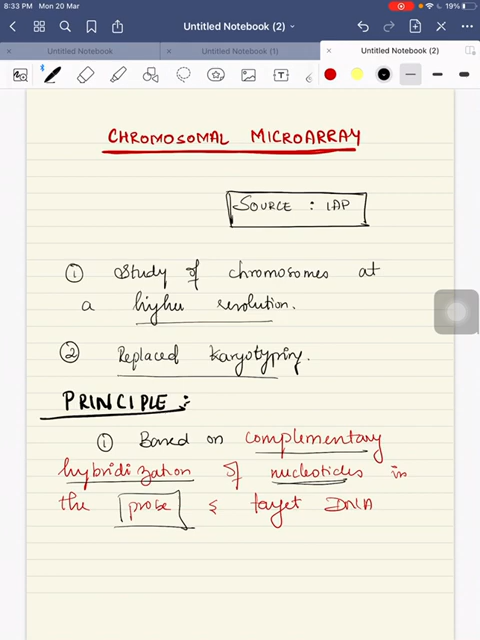 8:33 PM Mon 20 Mar
19%
Untitled Notebook (2)
Untitled Notebook
Untitled Notebook (1)
Untitled Notebook (2)
CHROMOSOMAL MICROARRAY
SOURCE : IAP
① Study of chromosomes at
a higher resolution.
② Replaced Karyotyping.
PRINCIPLE :
① Based on complementary
hybridization of nucleotides in
the probe & target DNA